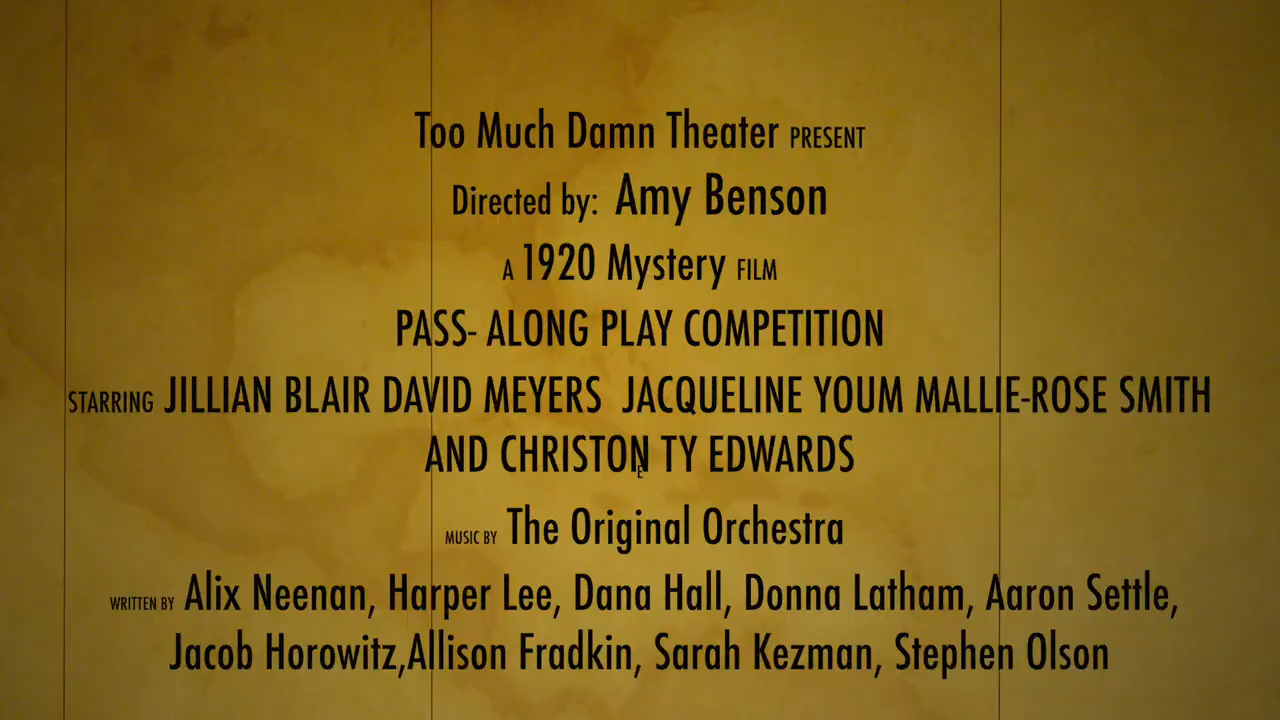 Too Much Damn Theater PRESENT
Directed by: Amy Benson
A 1920 Mystery FILM
PASS- ALONG PLAY COMPETITION
STARRING JILLIAN BLAIR DAVID MEYERS JACQUELINE YOUM MALLIE-ROSE SMITH
AND CHRISTON TY EDWARDS
E
MUSIC BY The Original Orchestra
WRITTEN BY Alix Neenan, Harper Lee, Dana Hall, Donna Latham, Aaron Settle,
Jacob Horowitz,Allison Fradkin, Sarah Kezman, Stephen Olson